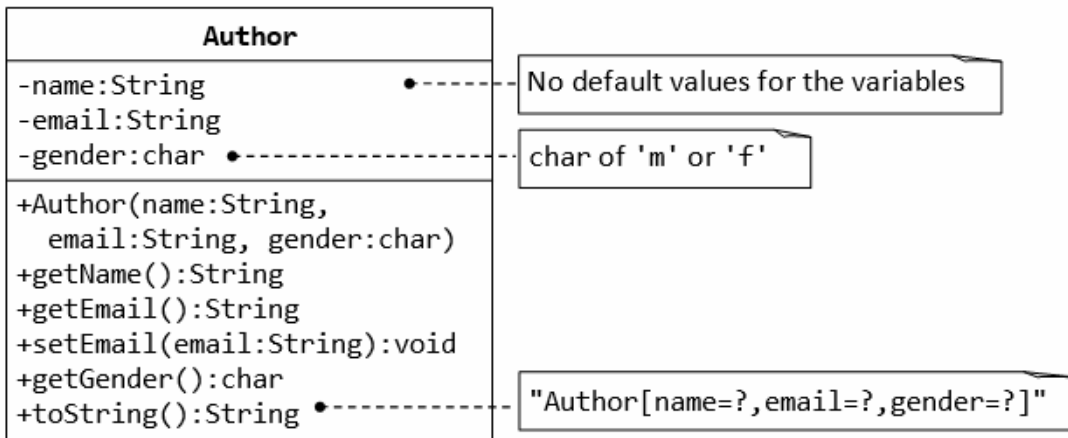 Author
-name:String
No default values for the variables
-email:String
-gender:char
char of 'm' or 'f'
+Author(name:String,
email:String, gender:char)
+getName():String
+getEmail():String
+setEmail(email:String):void
+getGender():char
+toString():String
"Author[name=?,email=?,gender=?]"